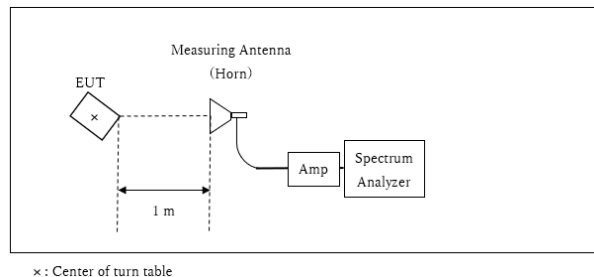 Measuring Antenna
(Horn)
EUT
×
Amp
Spectrum
Analyzer
1 m
× : Center of turn table